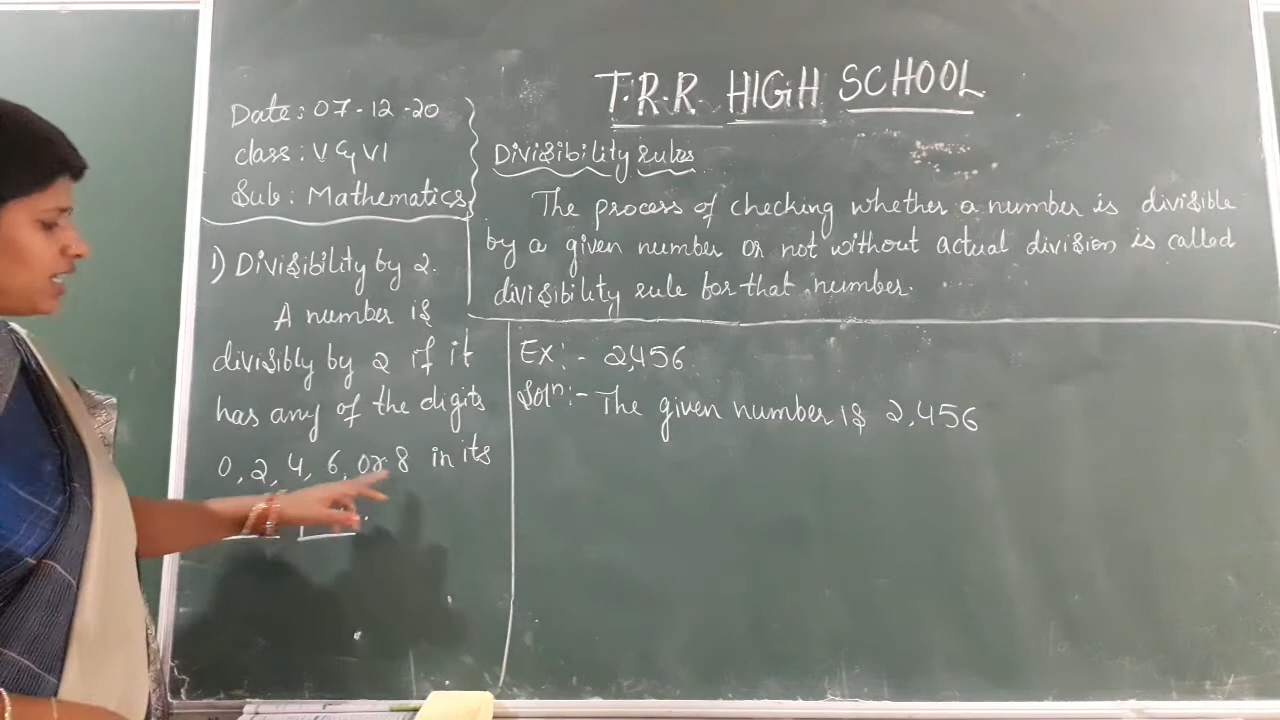 T.R.R. HIGH SCHOOL
Date: 07-12-20
class: V & VI
Sub: Mathematics
Divisibility rules
The process of checking whether a number is divisible
by a given number or not without actual division is called
divisibility rule for that number.
1) Divisibility by 2.
A number is
divisibly by 2 if it
has any of the digits
0, 2, 4, 6, or 8 in its
Ex:- 2,456
Solⁿ:- The given number is 2,456